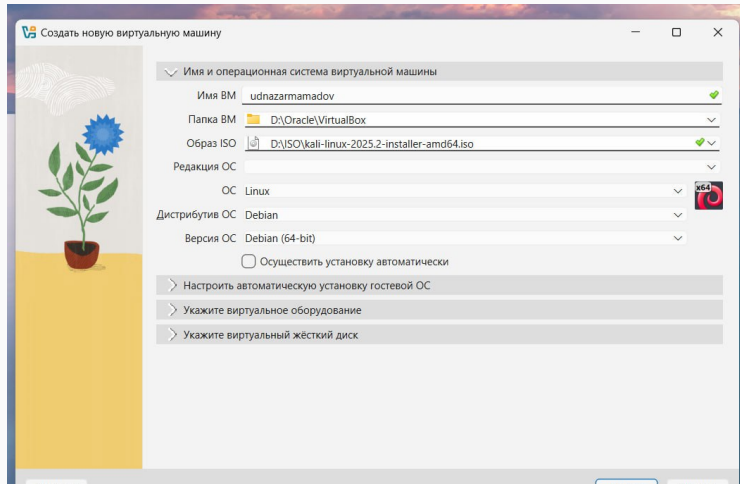 Создать новую виртуальную машину
Имя и операционная система виртуальной машины
Имя ВМ udnazarmamadov
Папка ВМ D:\Oracle\VirtualBox
Образ ISO D:\ISO\kali-linux-2025.2-installer-amd64.iso
Редакция ОС
ОС Linux
x64
Дистрибутив ОС Debian
Версия ОС Debian (64-bit)
Осуществить установку автоматически
Настроить автоматическую установку гостевой ОС
Укажите виртуальное оборудование
Укажите виртуальный жёсткий диск